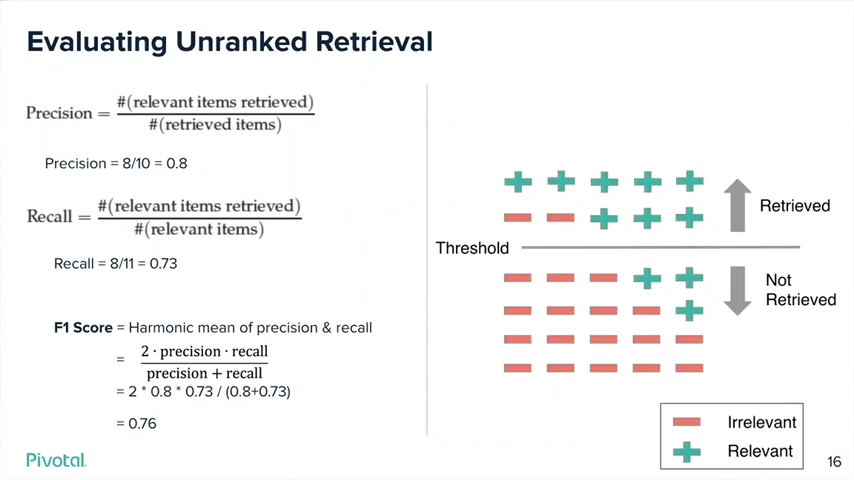 Evaluating Unranked Retrieval
Precision = #(relevant items retrieved) / #(retrieved items)
Precision = 8/10 = 0.8
Recall = #(relevant items retrieved) / #(relevant items)
Recall = 8/11 = 0.73
F1 Score = Harmonic mean of precision & recall
= 2 · precision · recall / precision + recall
= 2 * 0.8 * 0.73 / (0.8+0.73)
= 0.76
Retrieved
Threshold
Not
Retrieved
Irrelevant
Relevant
Pivotal
16